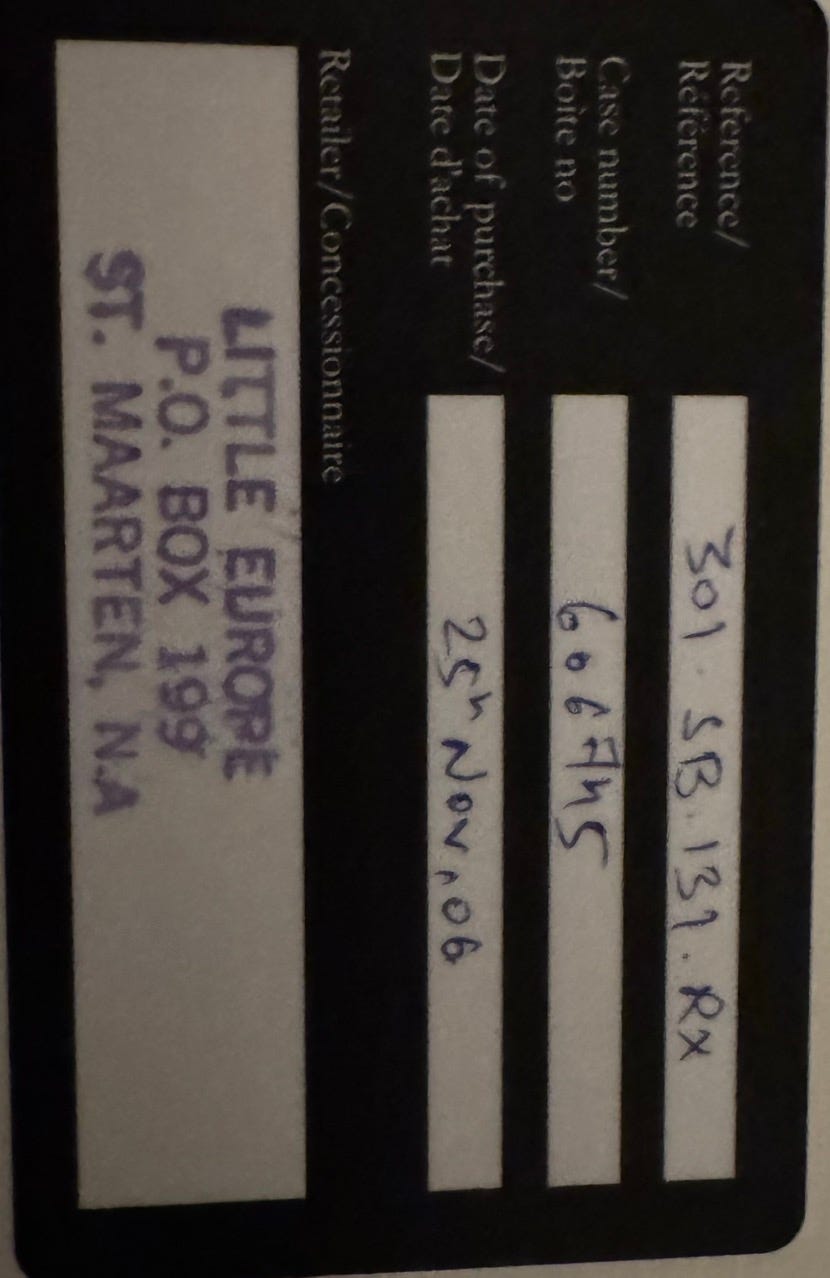 Reference/
Référence
301. SB. 131. RX
Case number/
Boîte no
606745
Date of purchase/
Date d'achat
25th Nov, 06
Retailer/Concessionnaire
LITTLE EUROPE
P.O. BOX 199
ST. MAARTEN, N.A